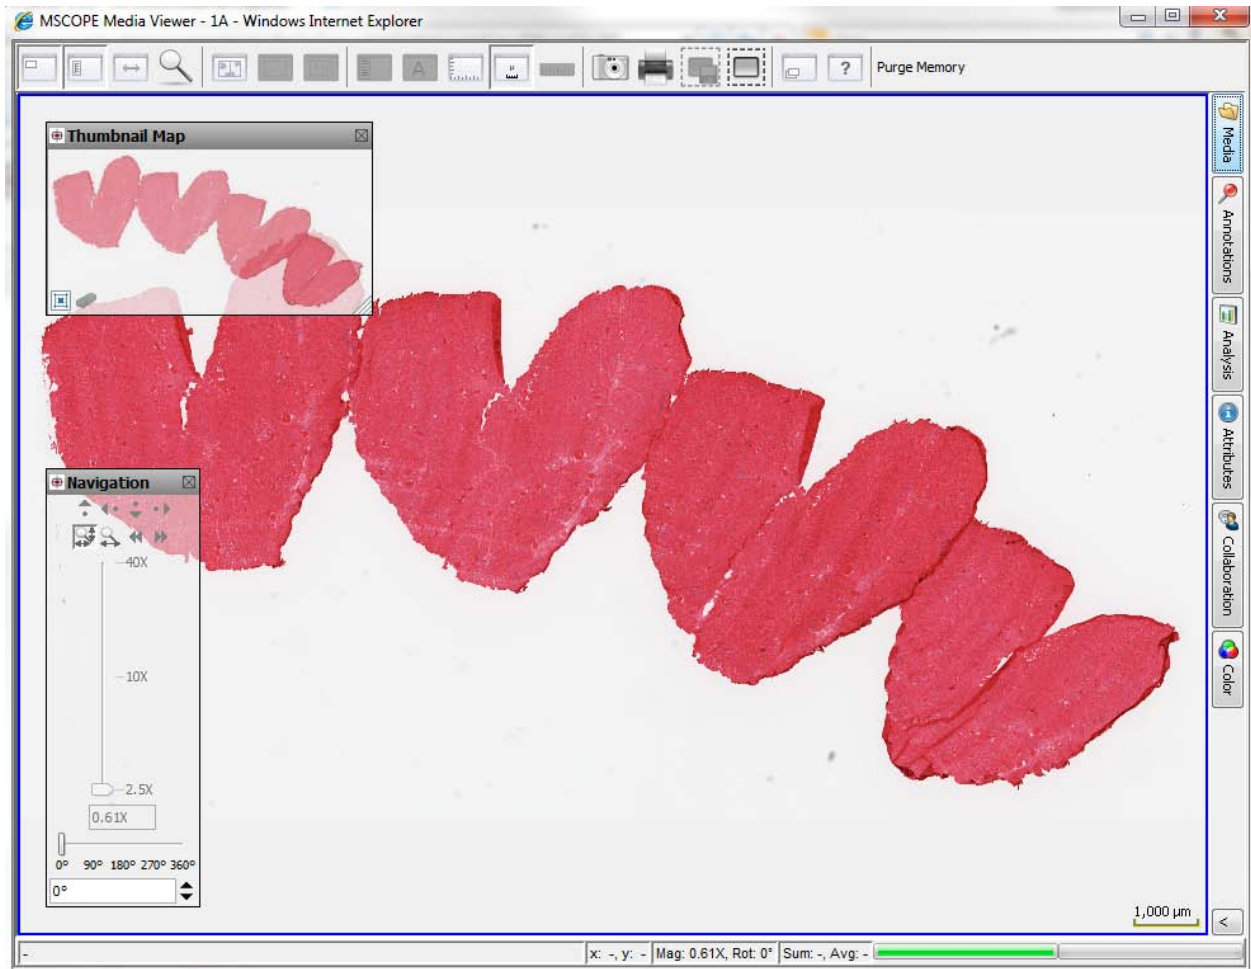 MSCOPE Media Viewer - 1A - Windows Internet Explorer
A
µ
?
Purge Memory
Thumbnail Map
Navigation
40X
10X
2.5X
0.61X
0° 90° 180° 270° 360°
0°
Media
Annotations
Analysis
Attributes
Collaboration
Color
<
1,000 µm
-
x: -, y: -
Mag: 0.61X, Rot: 0°
Sum: -, Avg: -